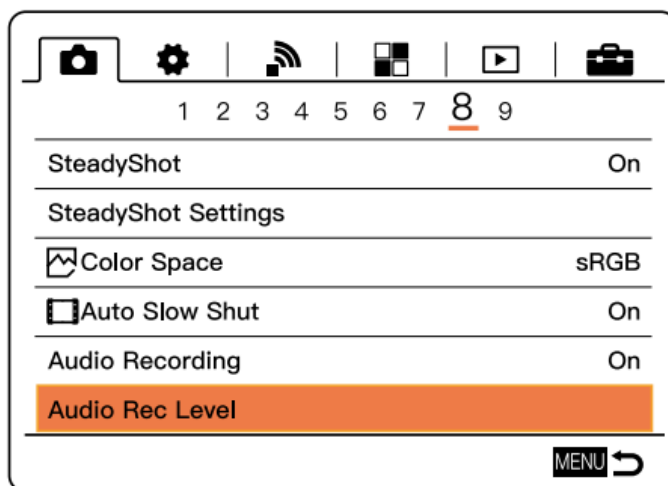 1 2 3 4 5 6 7 8 9
SteadyShot On
SteadyShot Settings
Color Space sRGB
Auto Slow Shut On
Audio Recording On
Audio Rec Level
MENU